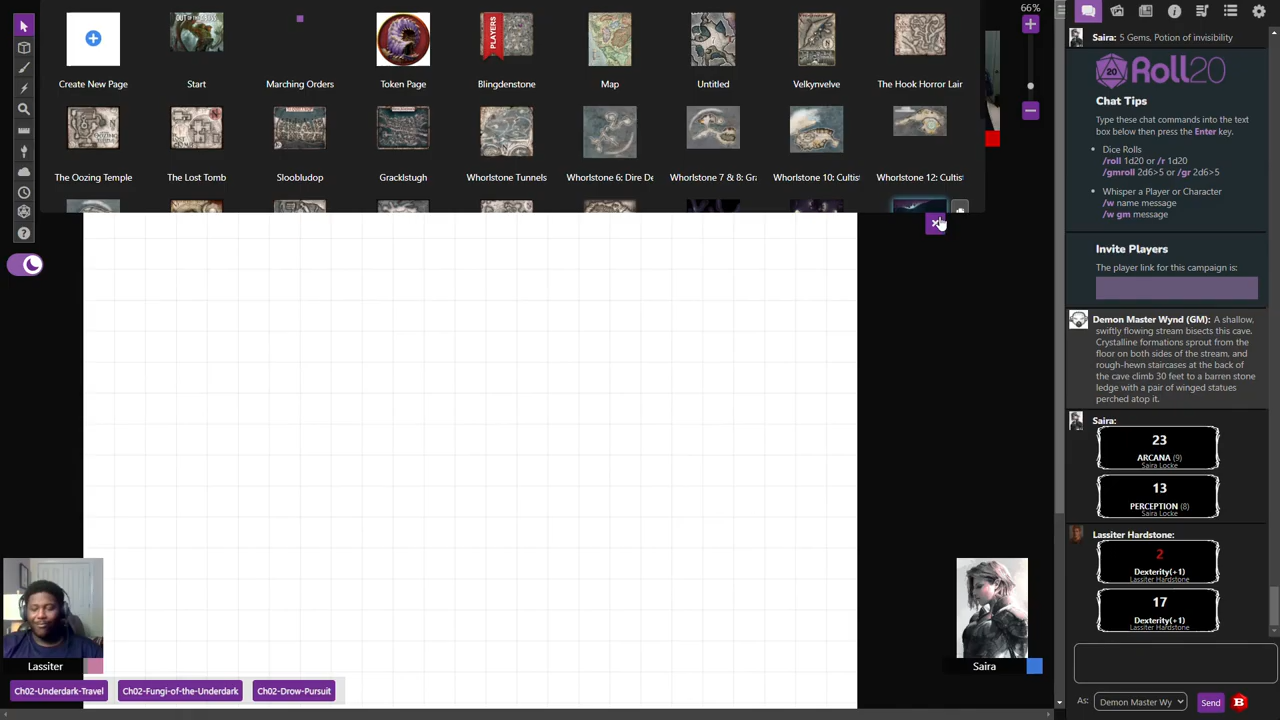 66%
Create New Page
Start
Marching Orders
Token Page
Blingdenstone
Map
Untitled
Velkynvelve
The Hook Horror Lair
PLAYERS
The Oozing Temple
The Lost Tomb
Sloobludop
Gracklstugh
Whorlstone Tunnels
Whorlstone 6: Dire De
Whorlstone 7 & 8: Gra
Whorlstone 10: Cultis
Whorlstone 12: Cultis
Lassiter
Saira
Ch02-Underdark-Travel
Ch02-Fungi-of-the-Underdark
Ch02-Drow-Pursuit
Saira: 5 Gems, Potion of invisibility
20
Roll20
Chat Tips
Type these chat commands into the text
box below then press the Enter key.
• Dice Rolls
/roll 1d20 or /r 1d20
/gmroll 2d6>5 or /gr 2d6>5
• Whisper a Player or Character
/w name message
/w gm message
Invite Players
The player link for this campaign is:
Demon Master Wynd (GM): A shallow,
swiftly flowing stream bisects this cave.
Crystalline formations sprout from the
floor on both sides of the stream, and
rough-hewn staircases at the back of
the cave climb 30 feet to a barren stone
ledge with a pair of winged statues
perched atop it.
Saira:
23
ARCANA (9)
Saira Locke
13
PERCEPTION (8)
Saira Locke
Lassiter Hardstone:
2
Dexterity(+1)
Lassiter Hardstone
17
Dexterity(+1)
Lassiter Hardstone
As:
Demon Master Wy
Send